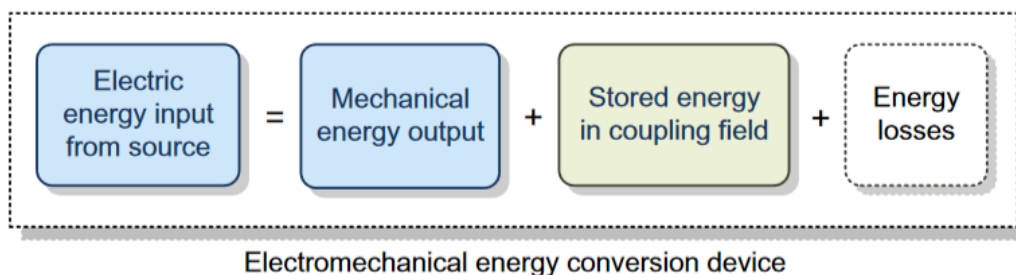 Electric
energy input
from source
=
Mechanical
energy output
+
Stored energy
in coupling field
+
Energy
losses
Electromechanical energy conversion device